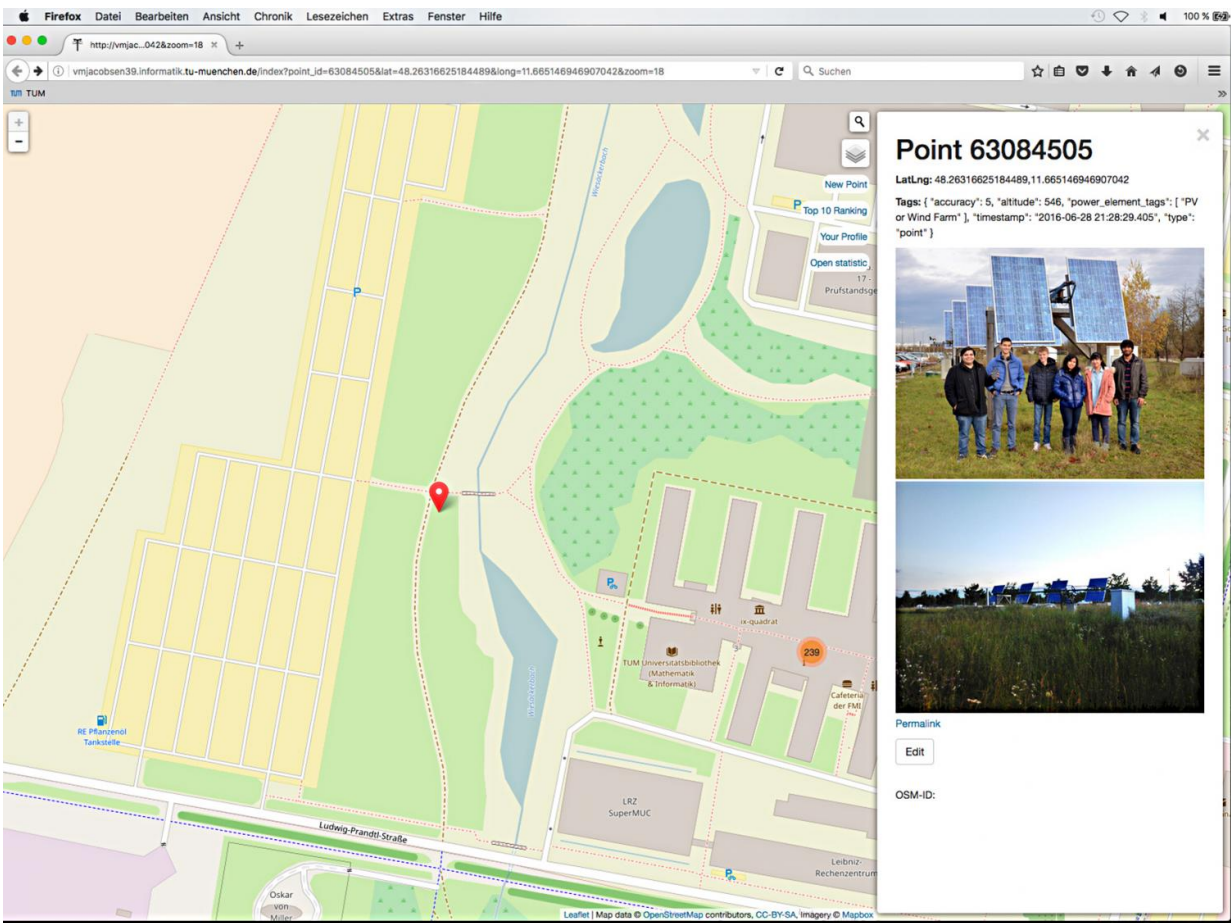 Firefox Datei Bearbeiten Ansicht Chronik Lesezeichen Extras Fenster Hilfe
100 %
http://vmjac...042&zoom=18
vmjacobsen39.informatik.tu-muenchen.de/index?point_id=63084505&lat=48.26316625184489&long=11.665146946907042&zoom=18
Suchen
TUM TUM
+
-
New Point
Top 10 Ranking
Your Profile
Open statistic
Point 63084505
LatLng: 48.26316625184489,11.665146946907042
Tags: { "accuracy": 5, "altitude": 546, "power_element_tags": [ "PV
or Wind Farm" ], "timestamp": "2016-06-28 21:28:29.405", "type":
"point" }
Permalink
Edit
OSM-ID:
Wiesäckerbach
P
P
17 -
Prüfstandsge
P
ix-quadrat
239
TUM Universitätsbibliothek
(Mathematik
& Informatik)
Cafeteria
der FMI
Wiesäckerbach
RE Pflanzenöl
Tankstelle
LRZ
SuperMUC
Ludwig-Prandtl-Straße
Leibniz-
Rechenzentrum
P
Oskar
von
Miller
Leaflet | Map data © OpenStreetMap contributors, CC-BY-SA, Imagery © Mapbox